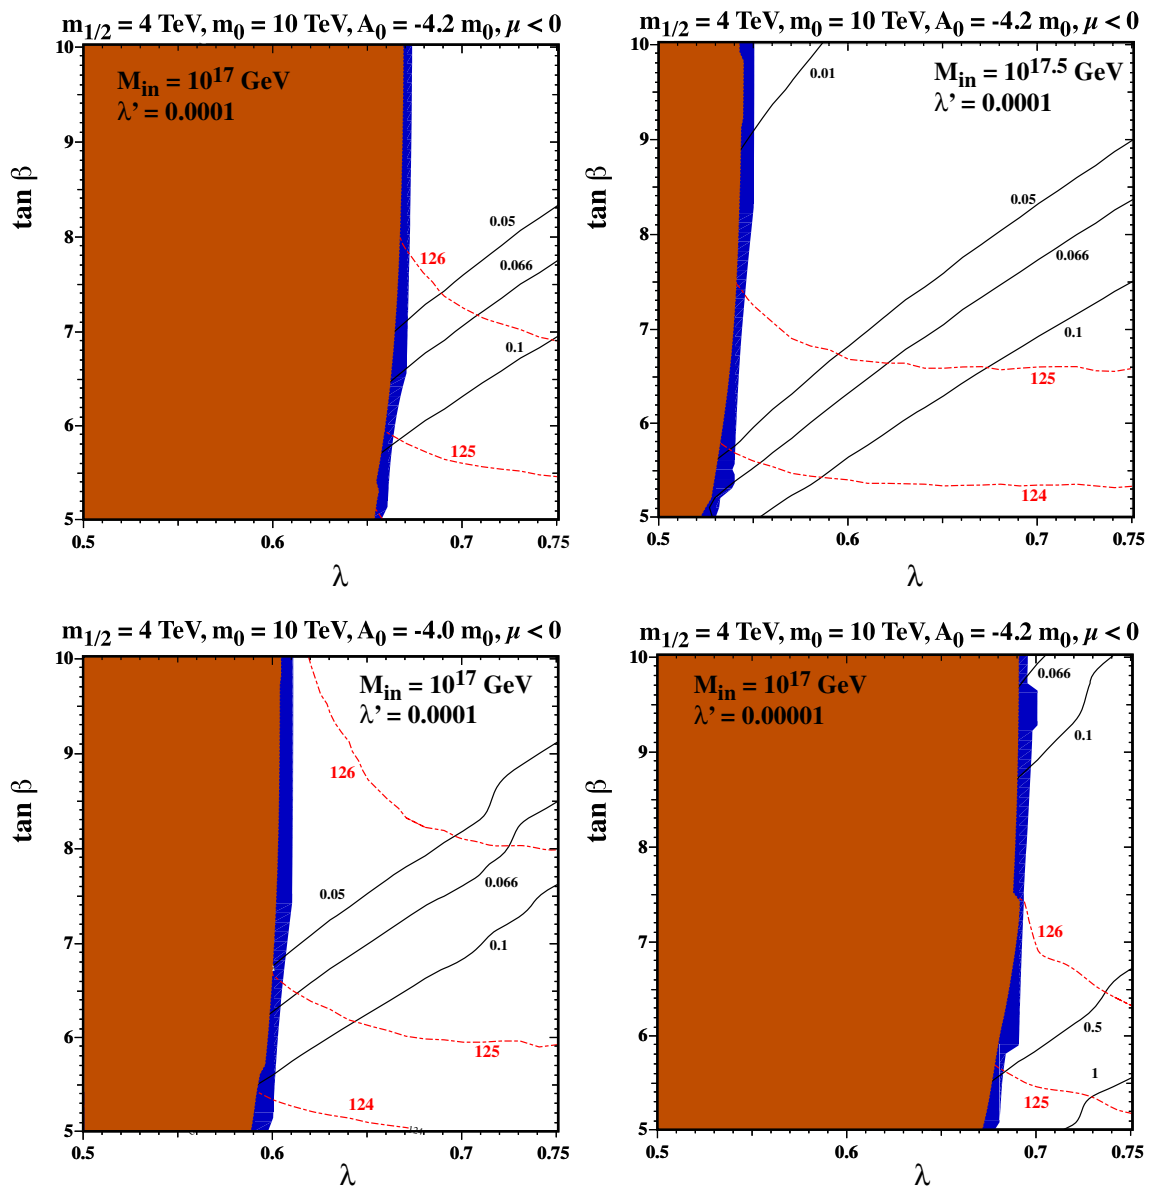 m1/2 = 4 TeV, m0 = 10 TeV, A0 = -4.2 m0, μ < 0
Min = 10^17 GeV
λ' = 0.0001
10
9
8
7
6
5
tan β
0.05
126
0.066
0.1
125
0.5 0.6 0.7 0.75
λ
m1/2 = 4 TeV, m0 = 10 TeV, A0 = -4.2 m0, μ < 0
Min = 10^17.5 GeV
λ' = 0.0001
10
9
8
7
6
5
tan β
0.01
0.05
0.066
0.1
125
124
0.5 0.6 0.7 0.75
λ
m1/2 = 4 TeV, m0 = 10 TeV, A0 = -4.0 m0, μ < 0
Min = 10^17 GeV
λ' = 0.0001
10
9
8
7
6
5
tan β
126
0.05
0.066
0.1
125
124
0.5 0.6 0.7 0.75
λ
m1/2 = 4 TeV, m0 = 10 TeV, A0 = -4.2 m0, μ < 0
Min = 10^17 GeV
λ' = 0.00001
10
9
8
7
6
5
tan β
0.066
0.1
126
0.5
1
125
0.5 0.6 0.7 0.75
λ